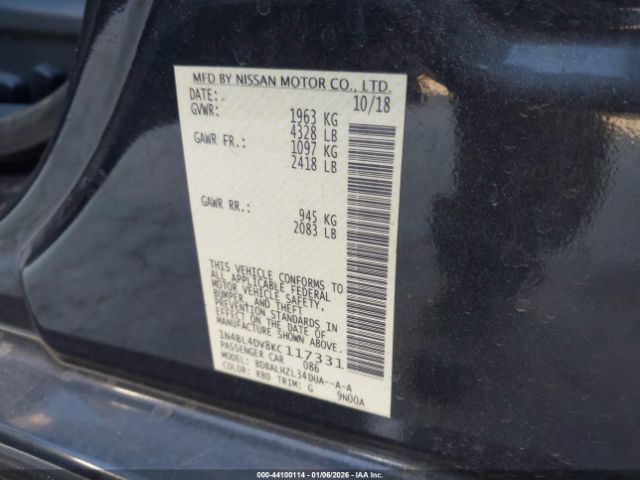 MFD BY NISSAN MOTOR CO., LTD.
DATE: 10/18
GVWR: 1963 KG
4328 LB
GAWR FR.: 1097 KG
2418 LB
GAWR RR.: 945 KG
2083 LB
THIS VEHICLE CONFORMS TO
ALL APPLICABLE FEDERAL
MOTOR VEHICLE SAFETY,
BUMPER, AND THEFT
PREVENTION STANDARDS IN
EFFECT ON THE DATE OF
MANUFACTURE SHOWN ABOVE.
1N4BL4DV8KC 117331
PASSENGER CAR 086
MODEL: BDBALHZL34DUA--A-A
COLOR: RBD TRIM: G 9N00A
000-44100114 - 01/06/2026 - IAA Inc.